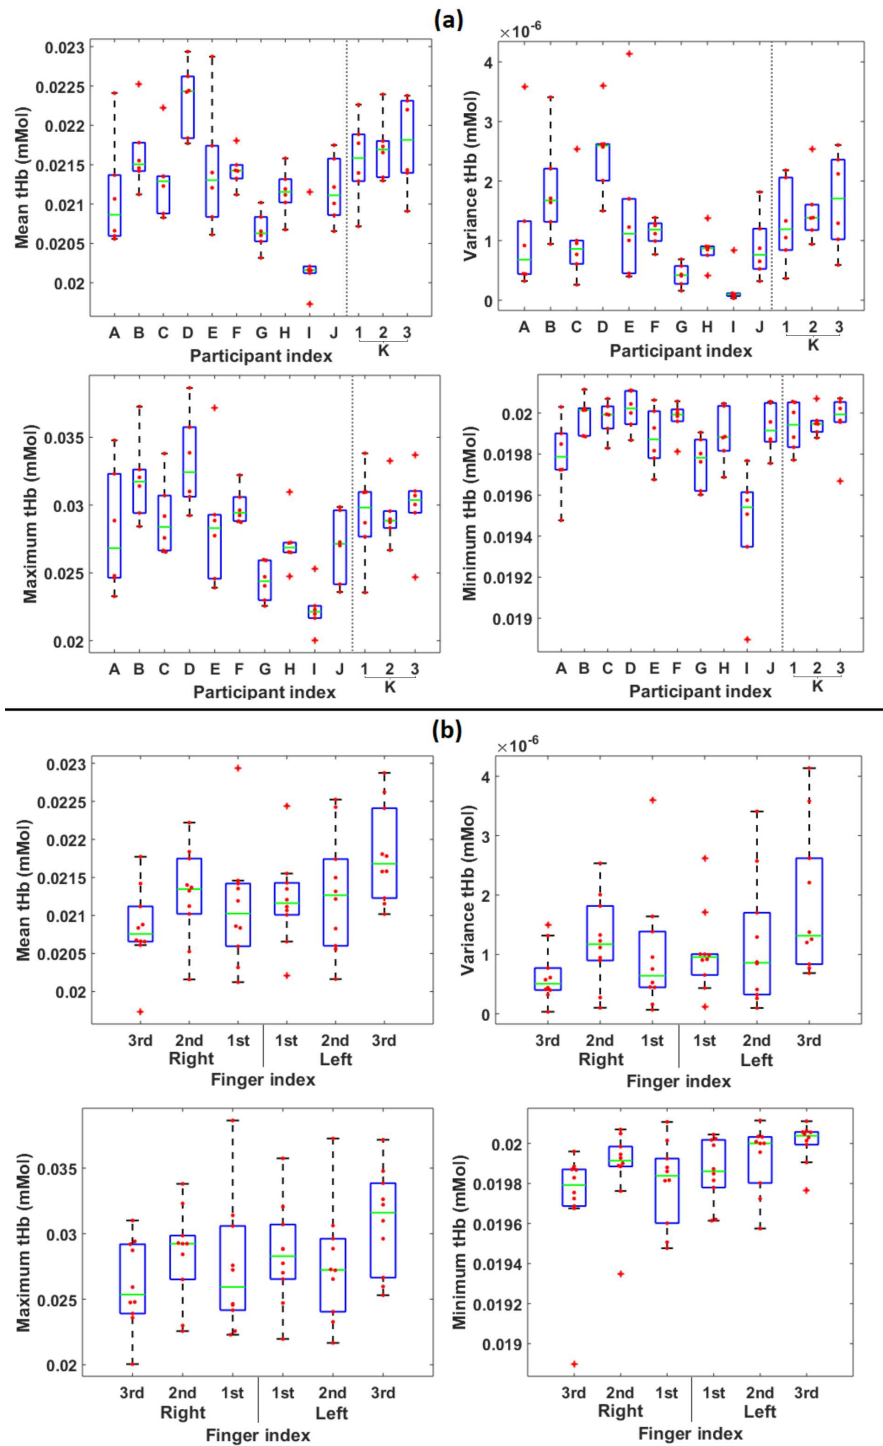 (a)
Mean tHb (mMol)
0.023
0.0225
0.022
0.0215
0.021
0.0205
0.02
A B C D E F G H I J 1 2 3
K
Participant index
×10⁻⁶
Variance tHb (mMol)
4
3
2
1
0
A B C D E F G H I J 1 2 3
K
Participant index
Maximum tHb (mMol)
0.035
0.03
0.025
0.02
A B C D E F G H I J 1 2 3
K
Participant index
Minimum tHb (mMol)
0.02
0.0198
0.0196
0.0194
0.0192
0.019
A B C D E F G H I J 1 2 3
K
Participant index
(b)
Mean tHb (mMol)
0.023
0.0225
0.022
0.0215
0.021
0.0205
0.02
3rd 2nd 1st 1st 2nd 3rd
Right Left
Finger index
×10⁻⁶
Variance tHb (mMol)
4
3
2
1
0
3rd 2nd 1st 1st 2nd 3rd
Right Left
Finger index
Maximum tHb (mMol)
0.035
0.03
0.025
0.02
3rd 2nd 1st 1st 2nd 3rd
Right Left
Finger index
Minimum tHb (mMol)
0.02
0.0198
0.0196
0.0194
0.0192
0.019
3rd 2nd 1st 1st 2nd 3rd
Right Left
Finger index